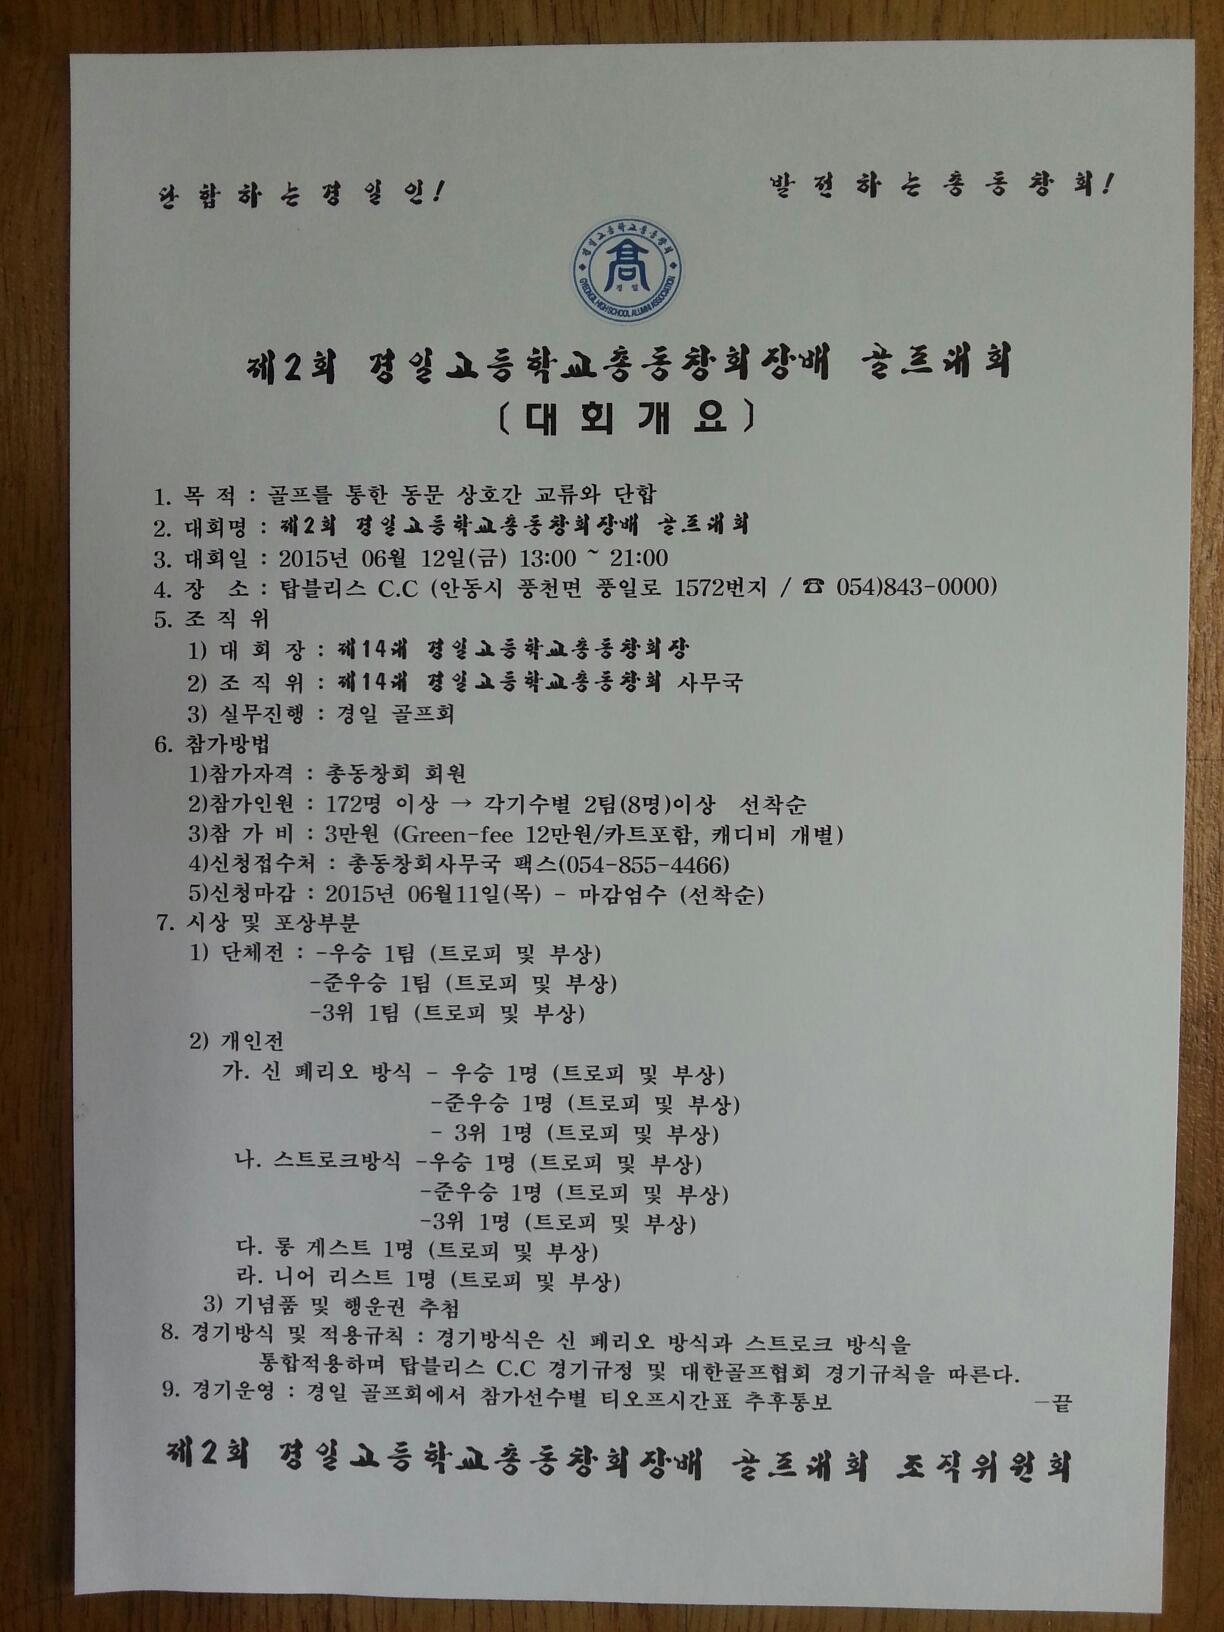 단 합 하 는 경 일 인!
발 전 하 는 총 동 창 회!
경일고등학교총동창회
高
경 일
GYEONGIL HIGH SCHOOL ALUMNI ASSOCIATION
제2회 경일고등학교총동창회장배 골프대회
〔대 회 개 요〕
1. 목 적 : 골프를 통한 동문 상호간 교류와 단합
2. 대회명 : 제2회 경일고등학교총동창회장배 골프대회
3. 대회일 : 2015년 06월 12일(금) 13:00 ~ 21:00
4. 장 소 : 탑블리스 C.C (안동시 풍천면 풍일로 1572번지 / ☎ 054)843-0000)
5. 조 직 위
1) 대 회 장 : 제14대 경일고등학교총동창회장
2) 조 직 위 : 제14대 경일고등학교총동창회 사무국
3) 실무진행 : 경일 골프회
6. 참가방법
1)참가자격 : 총동창회 회원
2)참가인원 : 172명 이상 → 각기수별 2팀(8명)이상 선착순
3)참 가 비 : 3만원 (Green-fee 12만원/카트포함, 캐디비 개별)
4)신청접수처 : 총동창회사무국 팩스(054-855-4466)
5)신청마감 : 2015년 06월11일(목) - 마감엄수 (선착순)
7. 시상 및 포상부분
1) 단체전 : -우승 1팀 (트로피 및 부상)
-준우승 1팀 (트로피 및 부상)
-3위 1팀 (트로피 및 부상)
2) 개인전
가. 신 페리오 방식 - 우승 1명 (트로피 및 부상)
-준우승 1명 (트로피 및 부상)
- 3위 1명 (트로피 및 부상)
나. 스트로크방식 -우승 1명 (트로피 및 부상)
-준우승 1명 (트로피 및 부상)
-3위 1명 (트로피 및 부상)
다. 롱 게스트 1명 (트로피 및 부상)
라. 니어 리스트 1명 (트로피 및 부상)
3) 기념품 및 행운권 추첨
8. 경기방식 및 적용규칙 : 경기방식은 신 페리오 방식과 스트로크 방식을
통합적용하며 탑블리스 C.C 경기규정 및 대한골프협회 경기규칙을 따른다.
9. 경기운영 : 경일 골프회에서 참가선수별 티오프시간표 추후통보 -끝
제2회 경일고등학교총동창회장배 골프대회 조직위원회